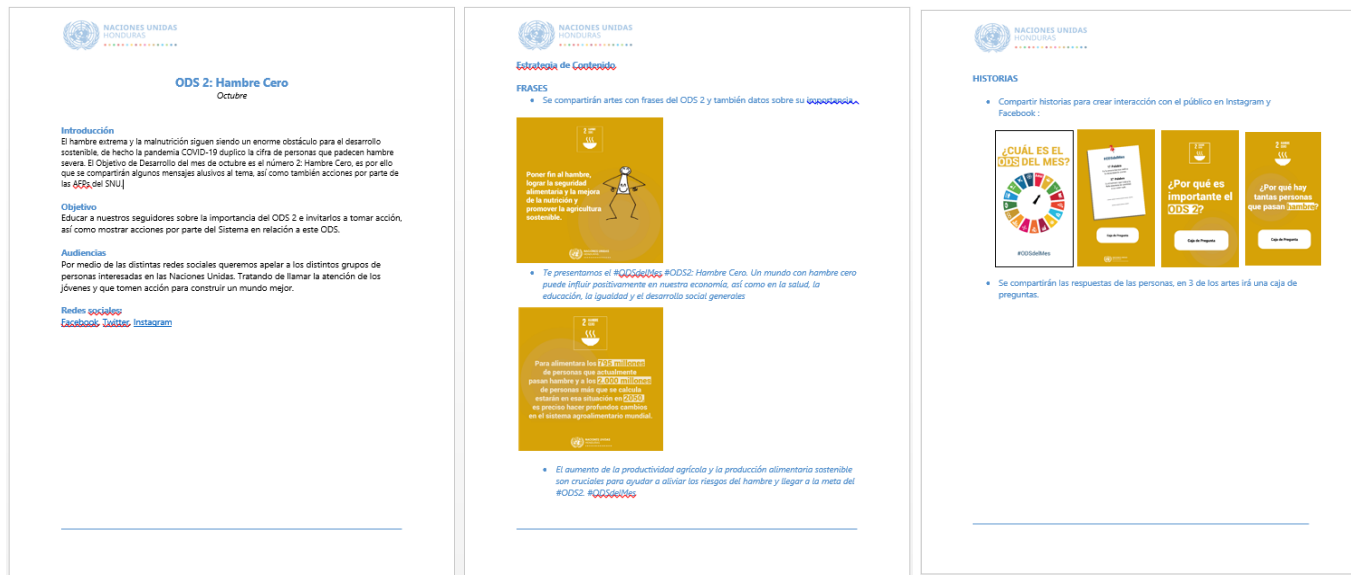 NACIONES UNIDAS
HONDURAS
ODS 2: Hambre Cero
Octubre
Introducción
El hambre extrema y la malnutrición siguen siendo un enorme obstáculo para el desarrollo
sostenible, de hecho la pandemia COVID-19 duplico la cifra de personas que padecen hambre
severa. El Objetivo de Desarrollo del mes de octubre es el número 2: Hambre Cero, es por ello
que se compartirán algunos mensajes alusivos al tema, así como también acciones por parte de
las AFPs del SNU.
Objetivo
Educar a nuestros seguidores sobre la importancia del ODS 2 e invitarlos a tomar acción,
así como mostrar acciones por parte del Sistema en relación a este ODS.
Audiencias
Por medio de las distintas redes sociales queremos apelar a los distintos grupos de
personas interesadas en las Naciones Unidas. Tratando de llamar la atención de los
jóvenes y que tomen acción para construir un mundo mejor.
Redes sociales:
Facebook, Twitter, Instagram
NACIONES UNIDAS
HONDURAS
Estrategia de Contenido
FRASES
Se compartirán artes con frases del ODS 2 y también datos sobre su importancia
2 HAMBRE CERO
Poner fin al hambre,
lograr la seguridad
alimentaria y la mejora
de la nutrición y
promover la agricultura
sostenible.
NACIONES UNIDAS
HONDURAS
Te presentamos el #ODSdelMes #ODS2: Hambre Cero. Un mundo con hambre cero
puede influir positivamente en nuestra economía, así como en la salud, la
educación, la igualdad y el desarrollo social generales
2 HAMBRE CERO
Para alimentara los 795 millones
de personas que actualmente
pasan hambre y a los 2.000 millones
de personas más que se calcula
estarán en esa situación en 2050,
es preciso hacer profundos cambios
en el sistema agroalimentario mundial.
NACIONES UNIDAS
HONDURAS
El aumento de la productividad agrícola y la producción alimentaria sostenible
son cruciales para ayudar a aliviar los riesgos del hambre y llegar a la meta del
#ODS2. #ODSdelMes
NACIONES UNIDAS
HONDURAS
HISTORIAS
Compartir historias para crear interacción con el público en Instagram y
Facebook :
¿CUÁL ES EL
ODS DEL MES?
#ODSdelMes
#ODSdelMes
Caja de Pregunta
¿Por qué es
importante el
ODS 2?
Caja de Pregunta
¿Por qué hay
tantas personas
que pasan hambre?
Caja de Pregunta
Se compartirán las respuestas de las personas, en 3 de los artes irá una caja de
preguntas.